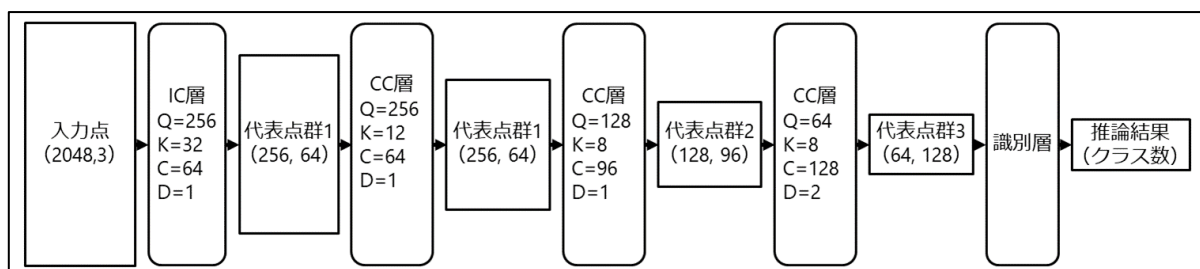 入力点
(2048,3)
IC層
Q=256
K=32
C=64
D=1
代表点群1
(256, 64)
CC層
Q=256
K=12
C=64
D=1
代表点群1
(256, 64)
CC層
Q=128
K=8
C=96
D=1
代表点群2
(128, 96)
CC層
Q=64
K=8
C=128
D=2
代表点群3
(64, 128)
識別層
推論結果
(クラス数)